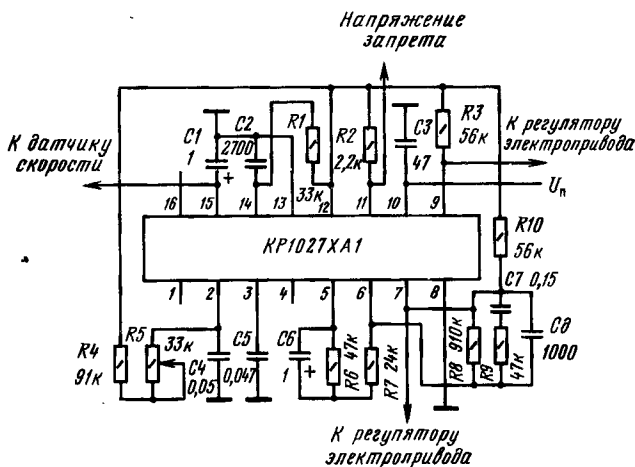 Напряжение
запрета
К датчику
скорости
C1
1
+
C2
2700
R1
33к
R2
2,2к
C3
47
R3
56к
К регулятору
электропривода
Uп
16
15
14
13
12
11
10
9
КР1027ХА1
1
2
3
4
5
6
7
8
R10
56к
C7 0,15
R4
91к
R5
33к
C4
0,05
C5
0,047
C6
1
+
R6
47к
R7
24к
R8
910к
R9
47к
C8
1000
К регулятору
электропривода